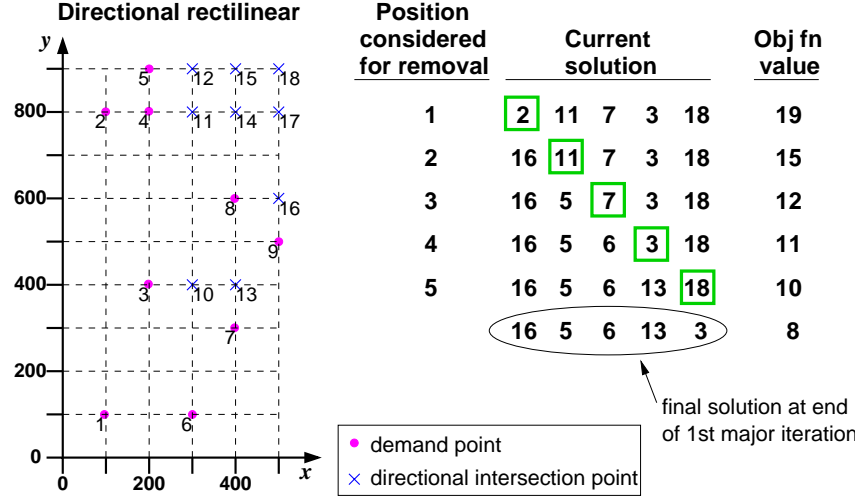 Directional rectilinear
y
5 12 15 18
800
2 4 11 14 17
600
8 16
9
400
3 10 13
7
200
1 6
0
x
0 200 400
Position considered for removal
Current solution
Obj fn value
1 2 11 7 3 18 19
2 16 11 7 3 18 15
3 16 5 7 3 18 12
4 16 5 6 3 18 11
5 16 5 6 13 18 10
16 5 6 13 3 8
final solution at end
of 1st major iteration
demand point
directional intersection point